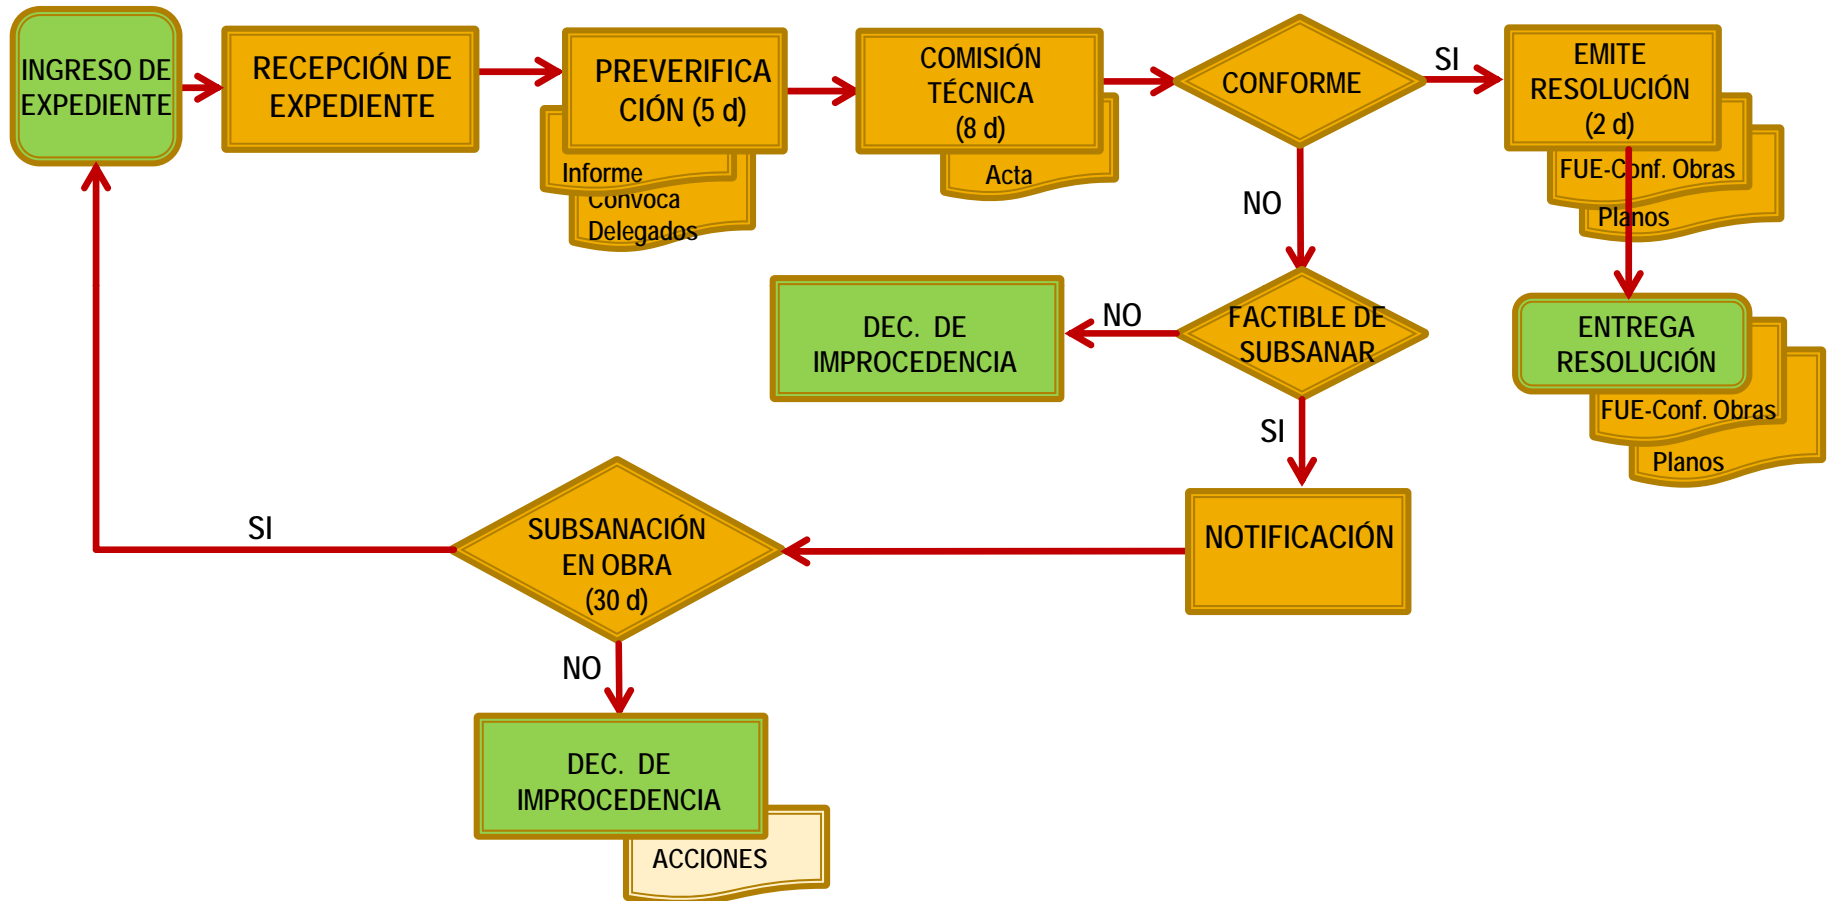 INGRESO DE
EXPEDIENTE
RECEPCIÓN DE
EXPEDIENTE
PREVERIFICA
CIÓN (5 d)
Informe
Convoca
Delegados
COMISIÓN
TÉCNICA
(8 d)
Acta
CONFORME
SI
EMITE
RESOLUCIÓN
(2 d)
FUE-Conf. Obras
Planos
NO
DEC. DE
IMPROCEDENCIA
NO
FACTIBLE DE
SUBSANAR
ENTREGA
RESOLUCIÓN
FUE-Conf. Obras
Planos
SI
NOTIFICACIÓN
SI
SUBSANACIÓN
EN OBRA
(30 d)
NO
DEC. DE
IMPROCEDENCIA
ACCIONES